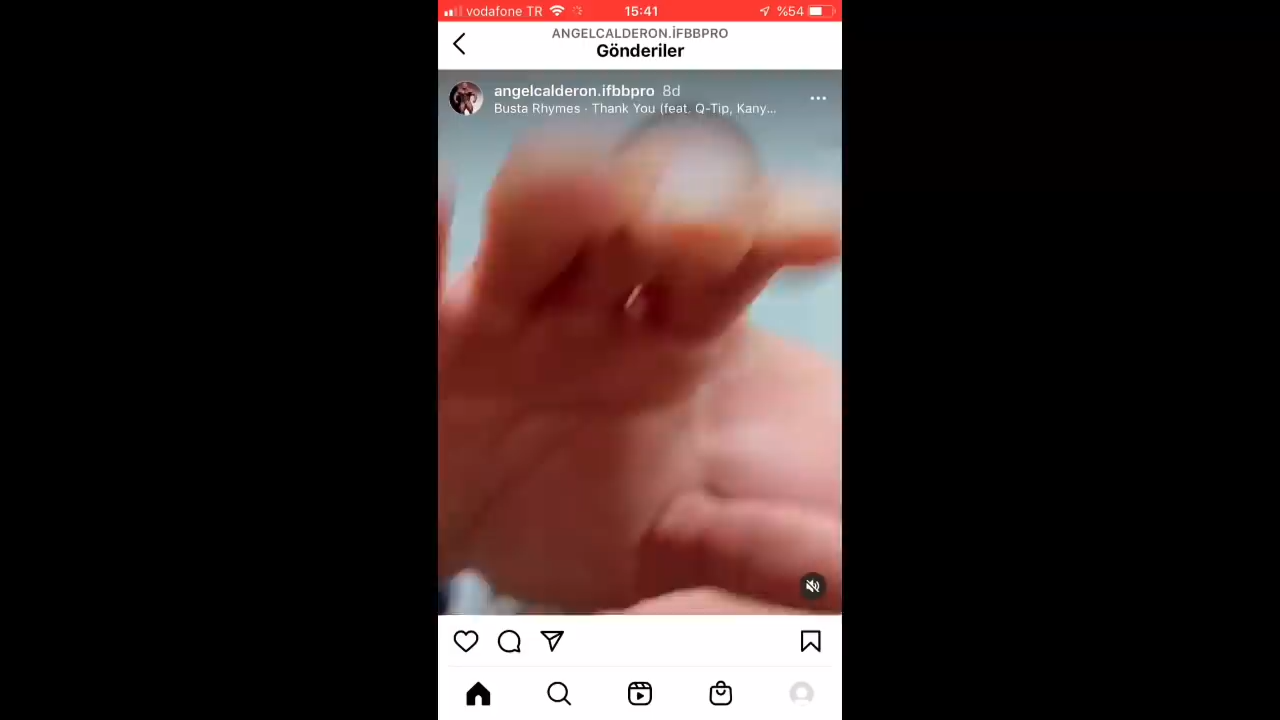 vodafone TR 15:41 %54
ANGELCALDERON.İFBBPRO
Gönderiler
angelcalderon.ifbbpro 8d
Busta Rhymes · Thank You (feat. Q-Tip, Kany...